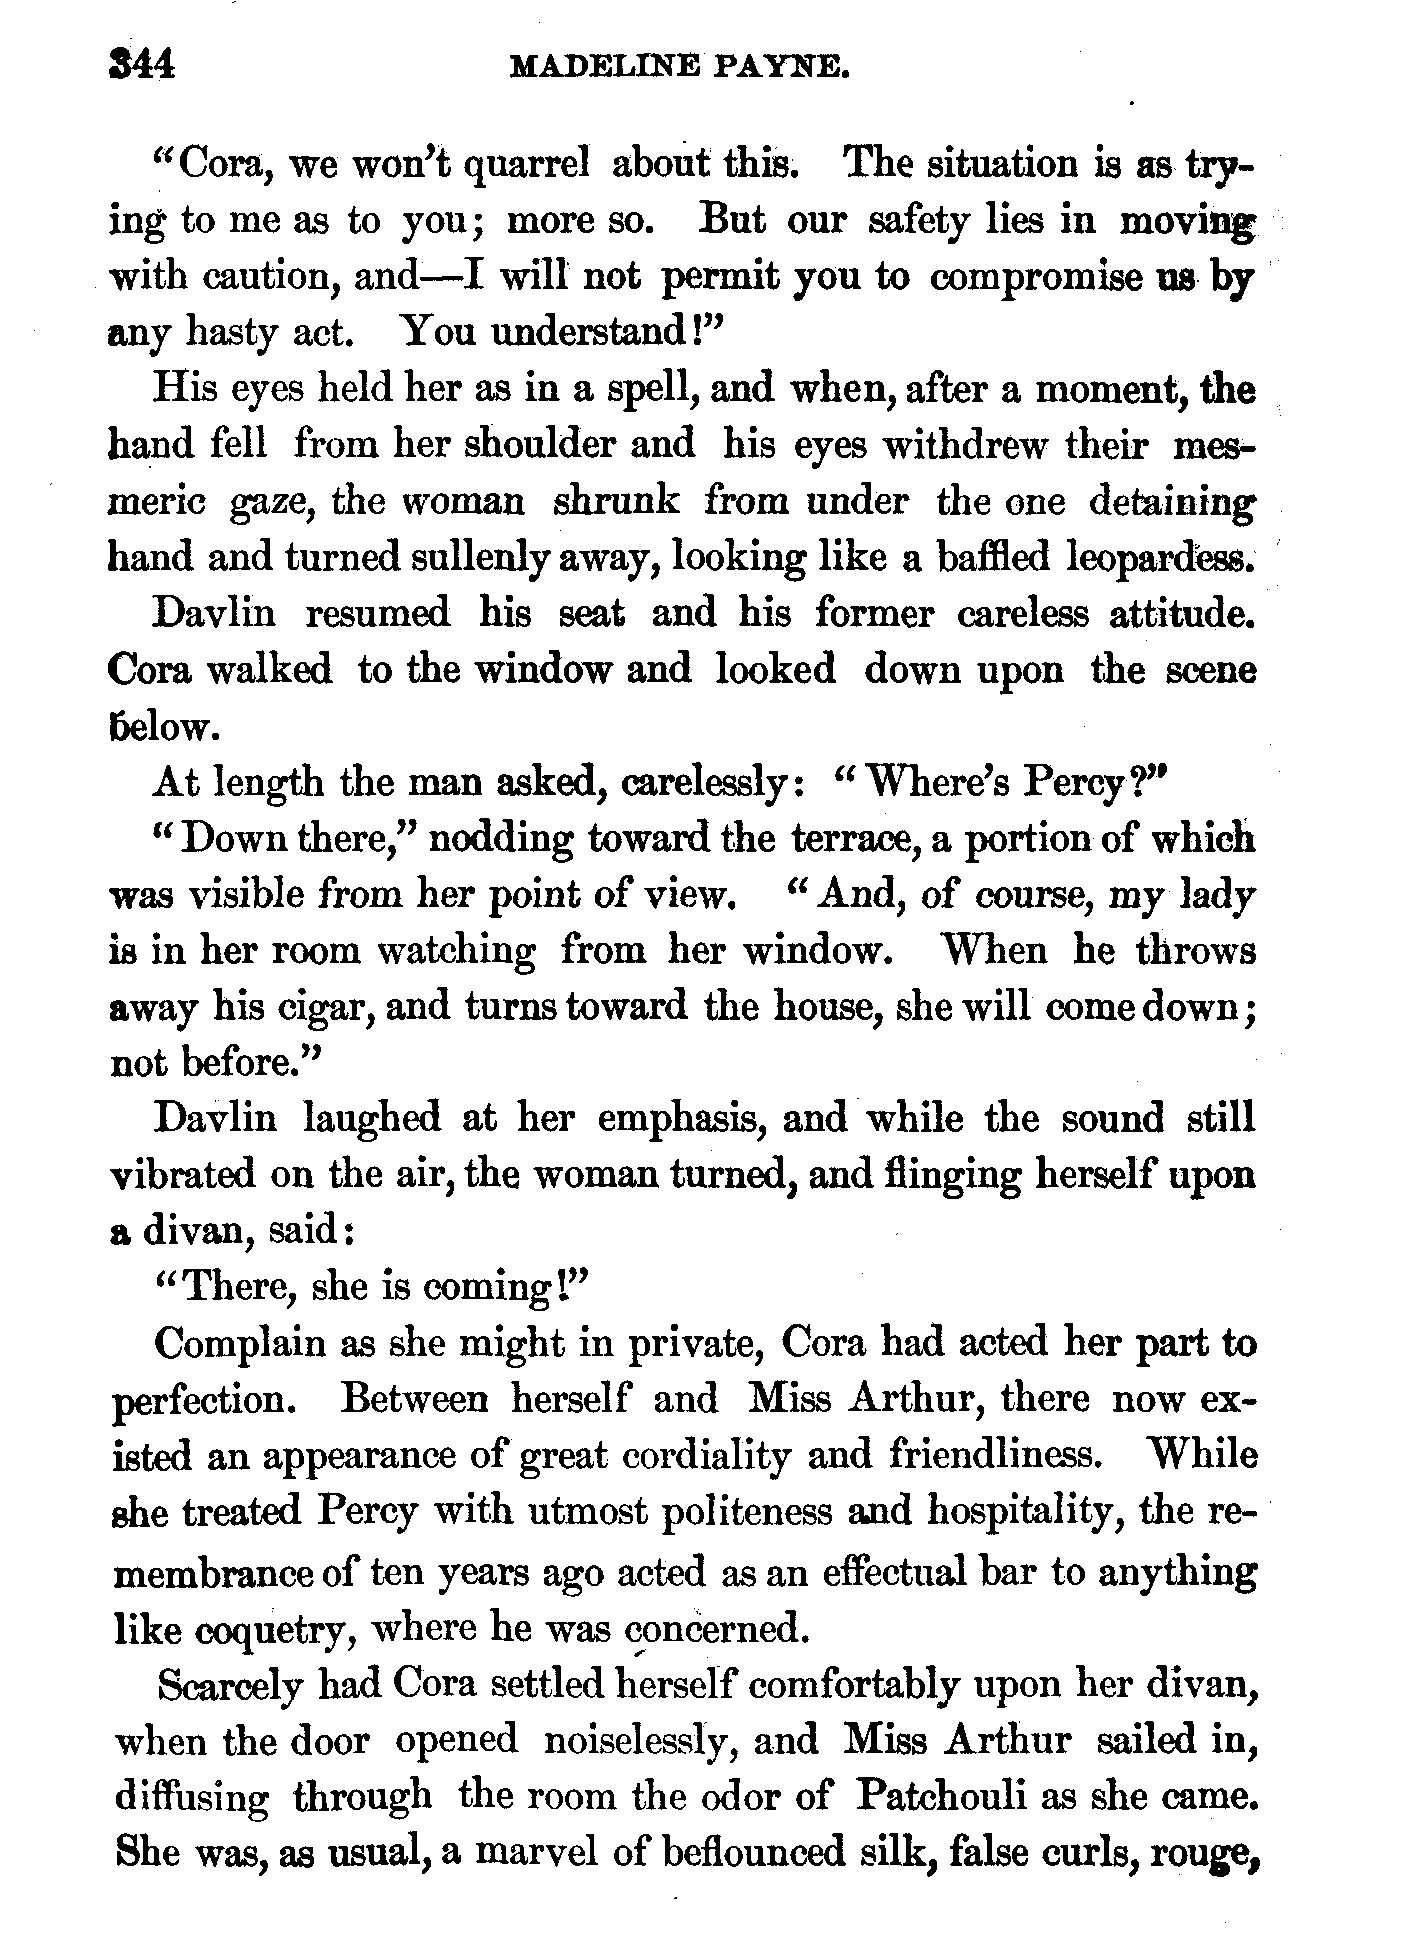 344 MADELINE PAYNE.
"Cora, we won't quarrel about this. The situation is as try-
ing to me as to you; more so. But our safety lies in moving
with caution, and—I will not permit you to compromise us by
any hasty act. You understand!"
His eyes held her as in a spell, and when, after a moment, the
hand fell from her shoulder and his eyes withdrew their mes-
meric gaze, the woman shrunk from under the one detaining
hand and turned sullenly away, looking like a baffled leopardess.
Davlin resumed his seat and his former careless attitude.
Cora walked to the window and looked down upon the scene
below.
At length the man asked, carelessly: "Where's Percy?"
"Down there," nodding toward the terrace, a portion of which
was visible from her point of view. "And, of course, my lady
is in her room watching from her window. When he throws
away his cigar, and turns toward the house, she will come down;
not before."
Davlin laughed at her emphasis, and while the sound still
vibrated on the air, the woman turned, and flinging herself upon
a divan, said:
"There, she is coming!"
Complain as she might in private, Cora had acted her part to
perfection. Between herself and Miss Arthur, there now ex-
isted an appearance of great cordiality and friendliness. While
she treated Percy with utmost politeness and hospitality, the re-
membrance of ten years ago acted as an effectual bar to anything
like coquetry, where he was concerned.
Scarcely had Cora settled herself comfortably upon her divan,
when the door opened noiselessly, and Miss Arthur sailed in,
diffusing through the room the odor of Patchouli as she came.
She was, as usual, a marvel of beflounced silk, false curls, rouge,